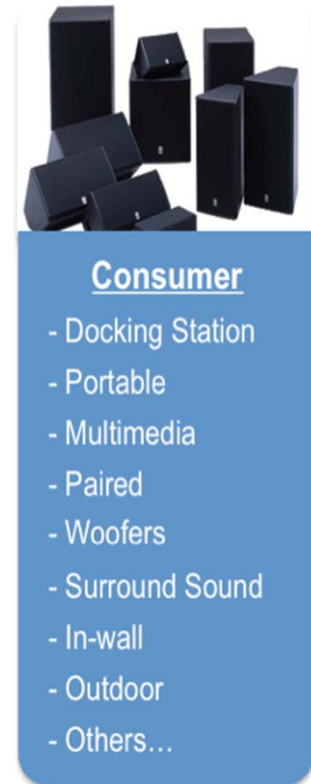 Consumer
- Docking Station
- Portable
- Multimedia
- Paired
- Woofers
- Surround Sound
- In-wall
- Outdoor
- Others…